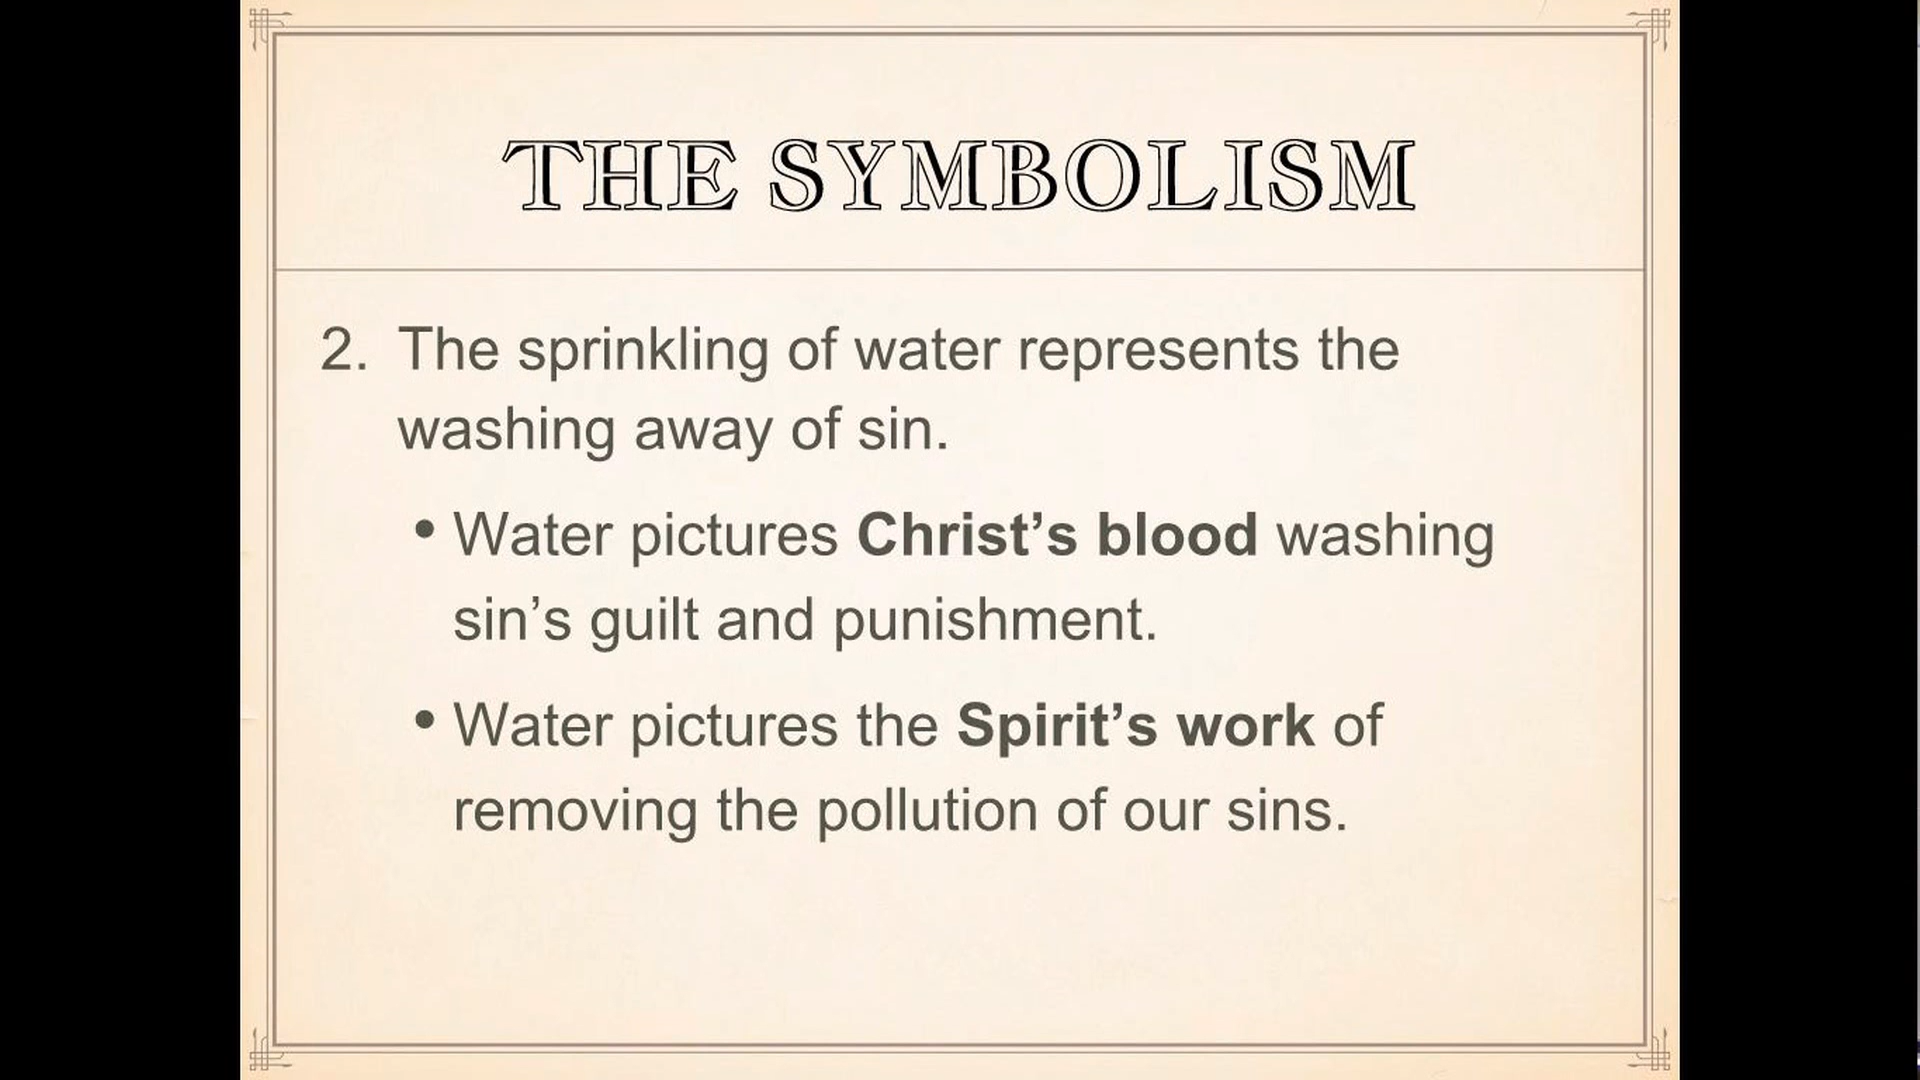 THE SYMBOLISM
2. The sprinkling of water represents the
washing away of sin.
• Water pictures Christ’s blood washing
sin’s guilt and punishment.
• Water pictures the Spirit’s work of
removing the pollution of our sins.